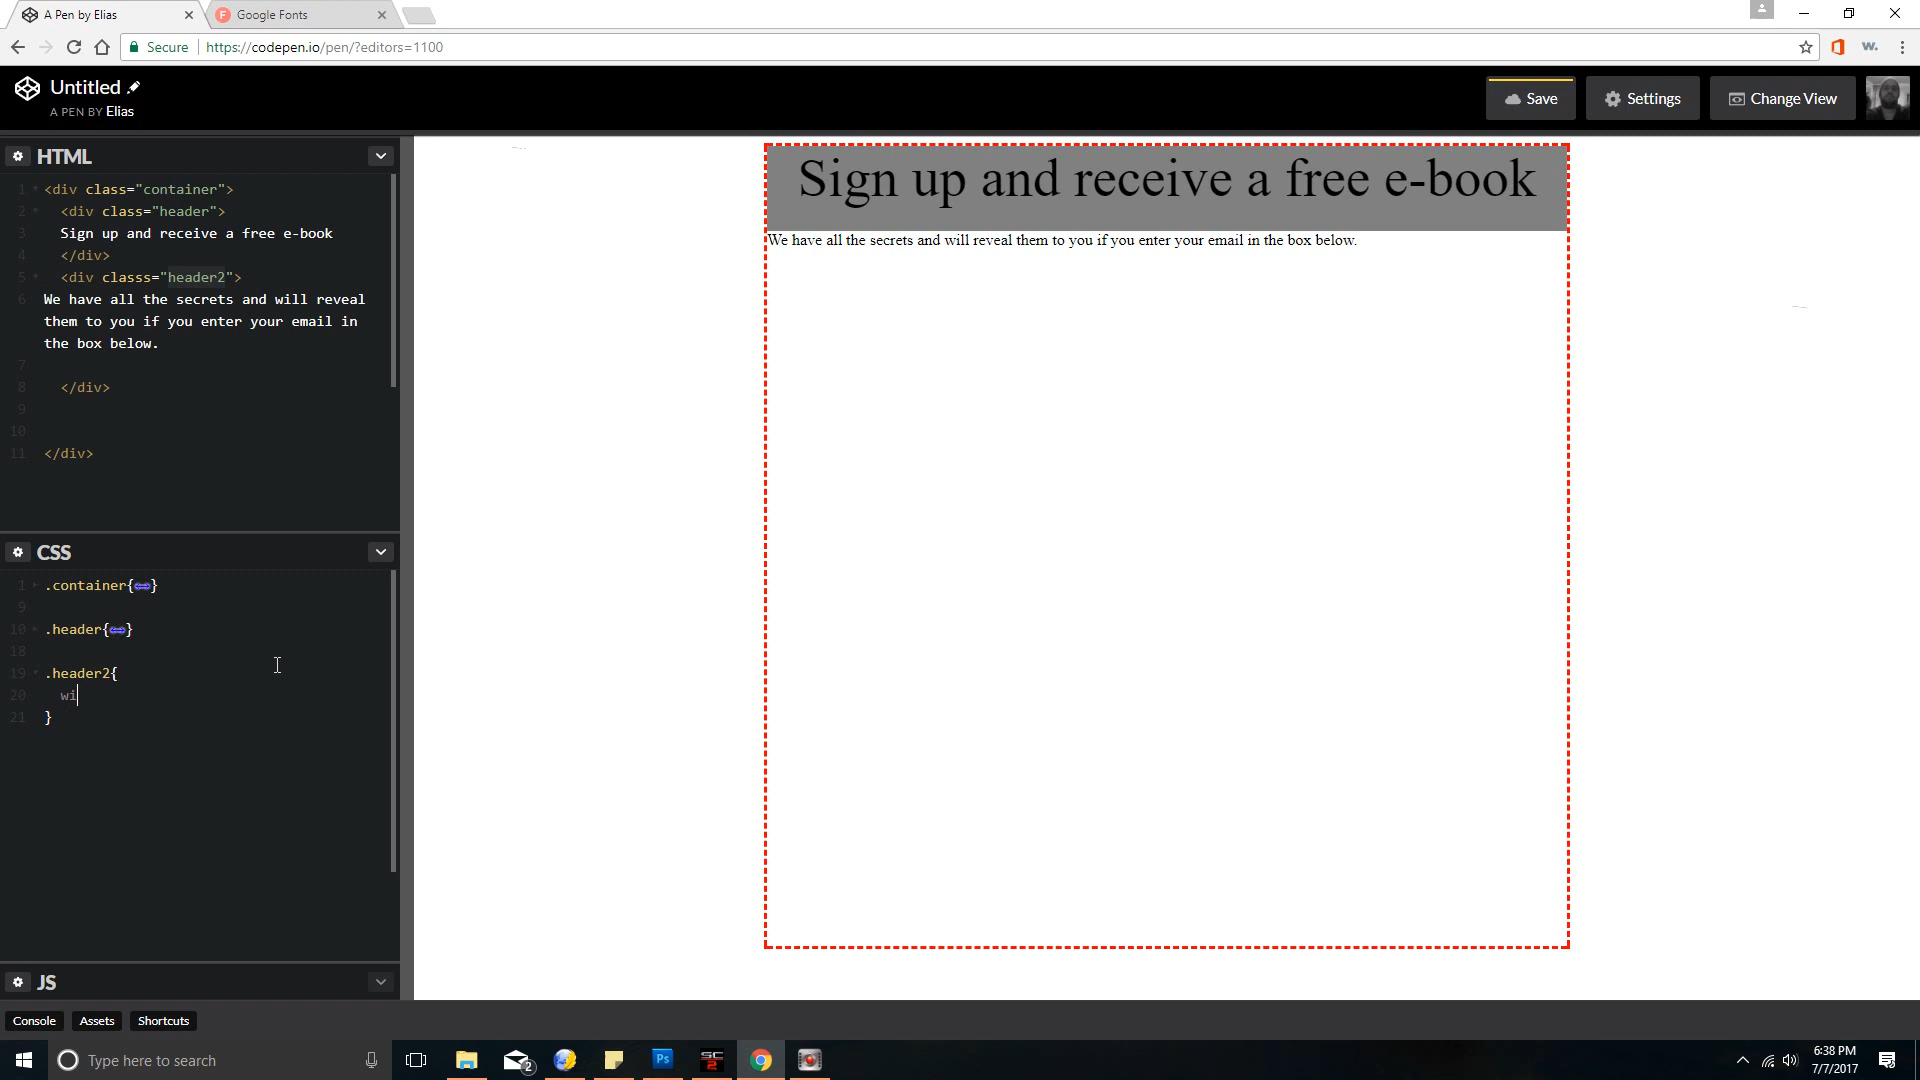 A Pen by Elias
Google Fonts
Secure
https://codepen.io/pen/?editors=1100
w.
Untitled
A PEN BY Elias
Save
Settings
Change View
HTML
1 <div class="container">
2 <div class="header">
3 Sign up and receive a free e-book
4 </div>
5 <div classs="header2">
6 We have all the secrets and will reveal
them to you if you enter your email in
the box below.
7
8 </div>
9
10
11 </div>
CSS
1 .container{↔}
9
10 .header{↔}
18
19 .header2{
20 wi
21 }
JS
Sign up and receive a free e-book
We have all the secrets and will reveal them to you if you enter your email in the box below.
Console
Assets
Shortcuts
Type here to search
2
Ps
SC
2
6:38 PM
7/7/2017